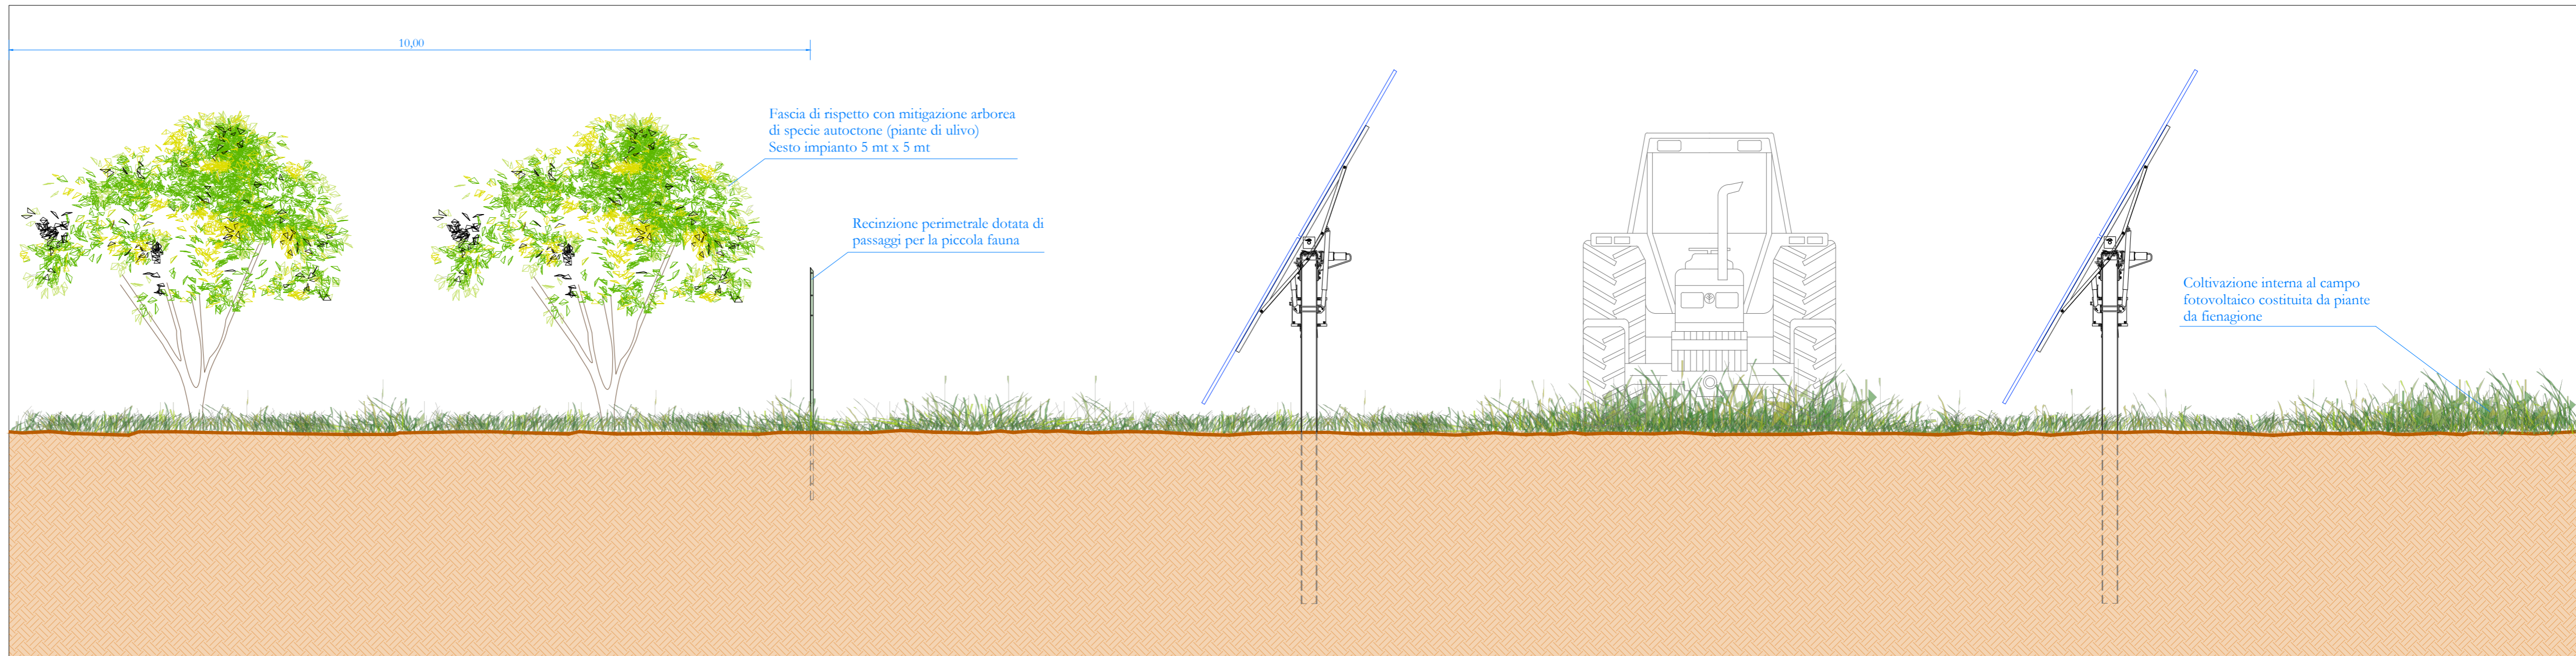 10,00
Fascia di rispetto con mitigazione arborea
di specie autoctone (piante di ulivo)
Sesto impianto 5 mt x 5 mt
Recinzione perimetrale dotata di
passaggi per la piccola fauna
Coltivazione interna al campo
fotovoltaico costituita da piante
da fienagione